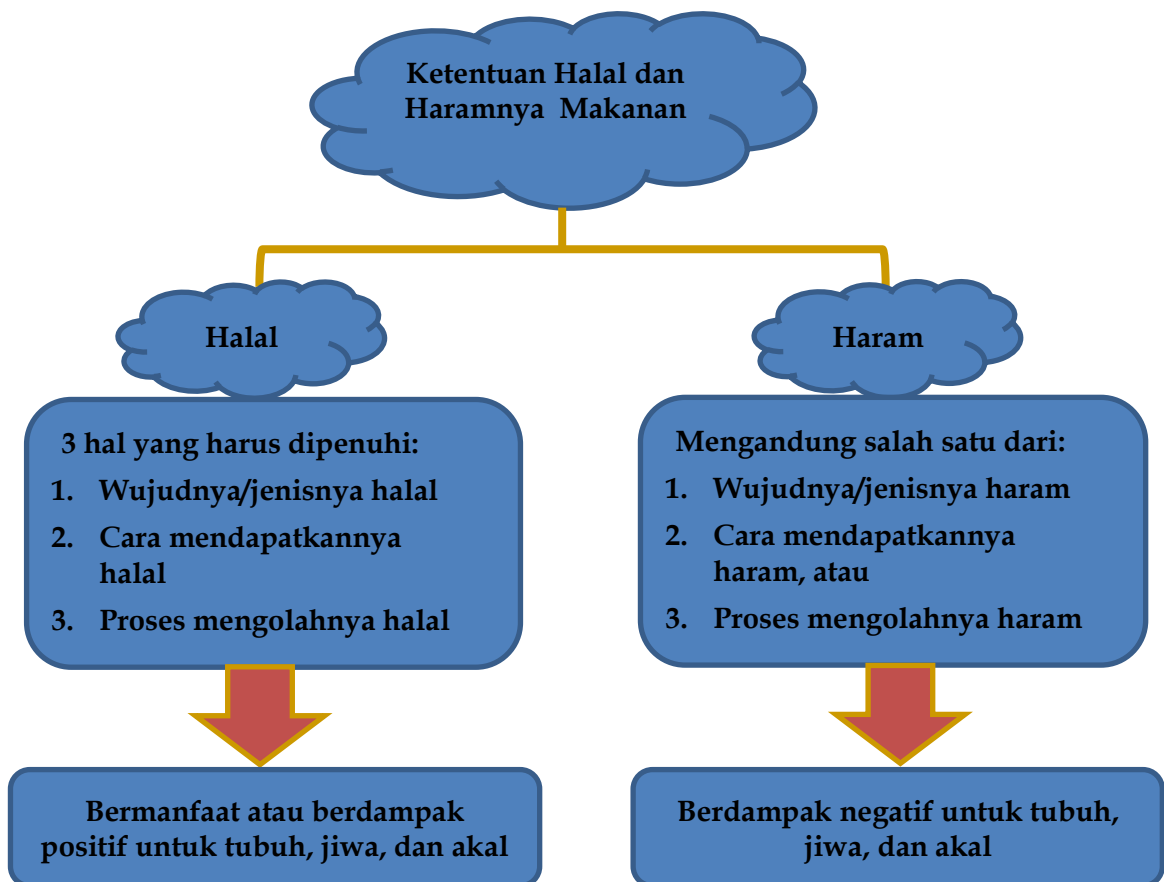 Ketentuan Halal dan
Haramnya Makanan
Halal
3 hal yang harus dipenuhi:
1. Wujudnya/jenisnya halal
2. Cara mendapatkannya
halal
3. Proses mengolahnya halal
Bermanfaat atau berdampak
positif untuk tubuh, jiwa, dan akal
Haram
Mengandung salah satu dari:
1. Wujudnya/jenisnya haram
2. Cara mendapatkannya
haram, atau
3. Proses mengolahnya haram
Berdampak negatif untuk tubuh,
jiwa, dan akal